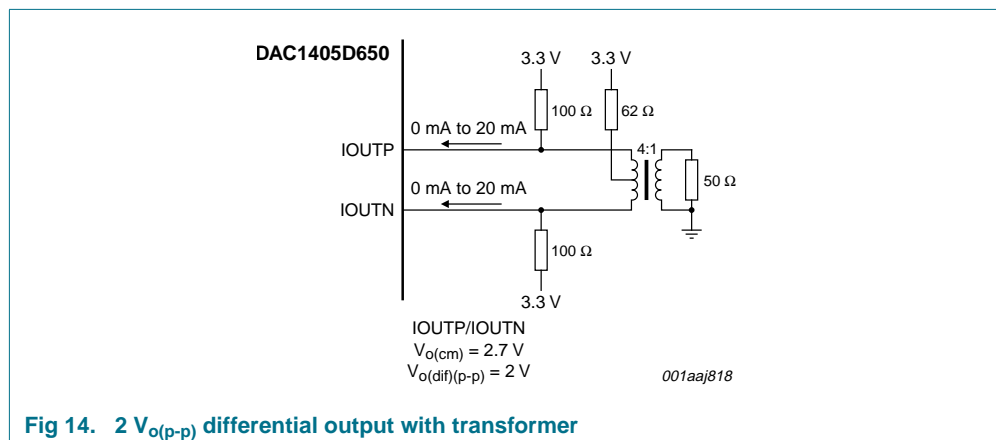 DAC1405D650
3.3 V
3.3 V
100 Ω
62 Ω
0 mA to 20 mA
IOUTP
4:1
50 Ω
0 mA to 20 mA
IOUTN
100 Ω
3.3 V
IOUTP/IOUTN
Vo(cm) = 2.7 V
Vo(dif)(p-p) = 2 V
001aaj818
Fig 14. 2 Vo(p-p) differential output with transformer